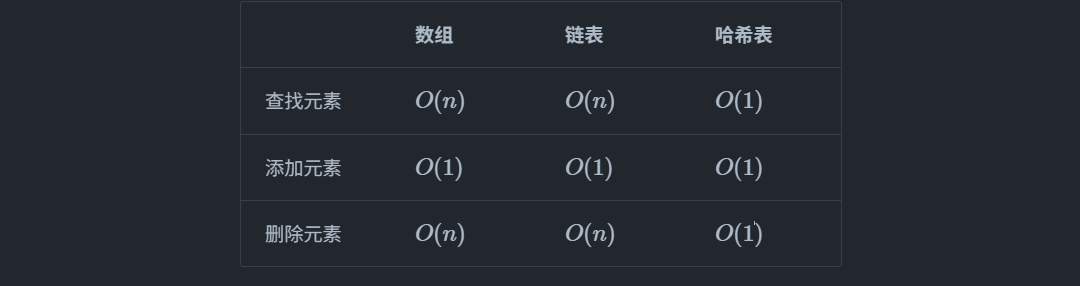 数组 链表 哈希表
查找元素 O(n) O(n) O(1)
添加元素 O(1) O(1) O(1)
删除元素 O(n) O(n) O(1)